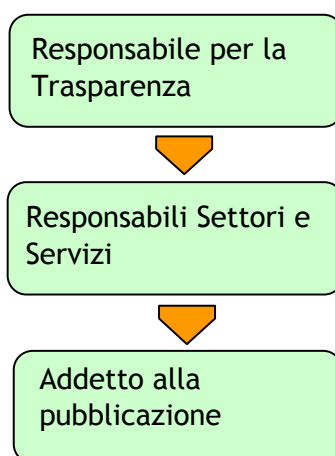 Responsabile per la
Trasparenza
Responsabili Settori e
Servizi
Addetto alla
pubblicazione